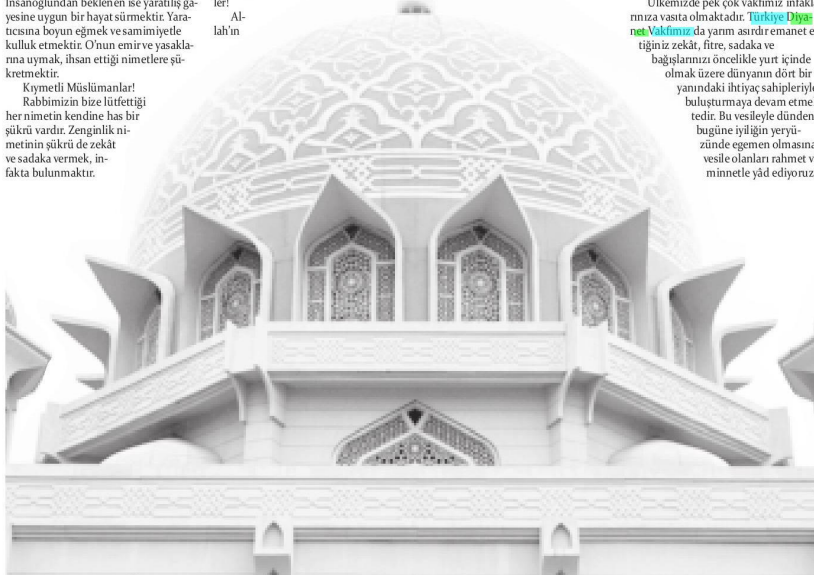 İnsanoğlundan beklenen ise yaratılış ga-
yesine uygun bir hayat sürmektir. Yara-
tıcısına boyun eğmek ve samimiyetle
kulluk etmektir. O'nun emir ve yasakla-
rına uymak, ihsan ettiği nimetlere şü-
kretmektir.
Kıymetli Müslümanlar!
Rabbimizin bize lütfettiği
her nimetin kendine has bir
şükrü vardır. Zenginlik ni-
metinin şükrü de zekât
ve sadaka vermek, in-
fakta bulunmaktır.
ler!
Al-
lah'ın
Ülkemizde pek çok vakfımız infakla
rınıza vasıta olmaktadır. Türkiye Diya-
net Vakfımız da yarım asırdır emanet e
tiğiniz zekât, fitre, sadaka ve
bağışlarınızı öncelikle yurt içinde
olmak üzere dünyanın dört bir
yanındaki ihtiyaç sahipleriyle
buluşturmaya devam etme
tedir. Bu vesileyle dünden
bugüne iyiliğin yeryü-
zünde egemen olmasına
vesile olanları rahmet v
minnetle yâd ediyoruz